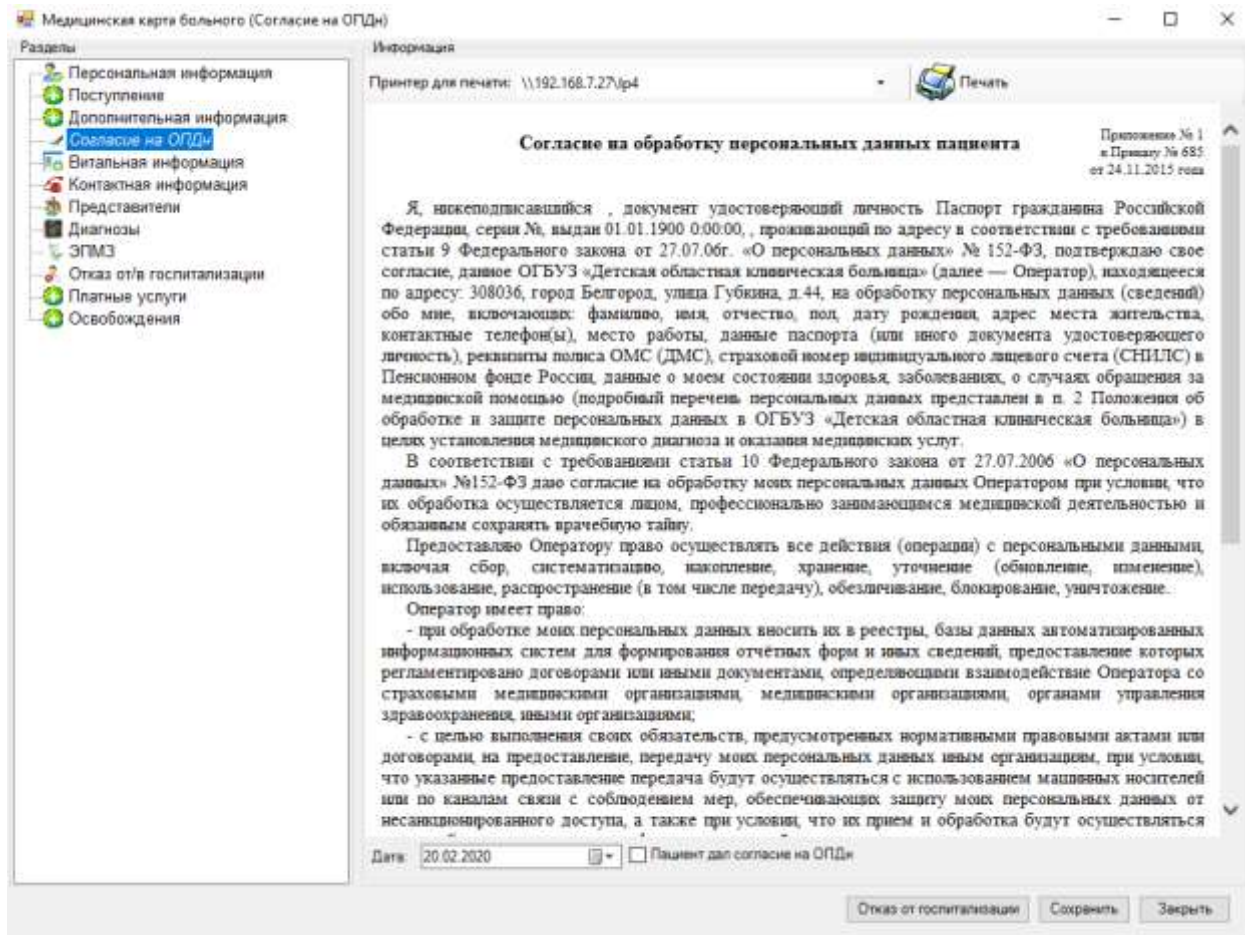 Медицинская карта больного (Согласие на ОПДн)
Разделы
Персональная информация
Поступление
Дополнительная информация
Согласие на ОПДн
Витальная информация
Контактная информация
Представители
Диагнозы
ЭПМЗ
Отказ от/в госпитализации
Платные услуги
Освобождения
Информация
Принтер для печати: \\192.168.7.27\lp4
Печать
Приложение № 1
к Приказу № 685
от 24.11.2015 года
Согласие на обработку персональных данных пациента
Я, нижеподписавшийся , документ удостоверяющий личность Паспорт гражданина Российской
Федерации, серия №, выдан 01.01.1900 0:00:00, , проживающий по адресу в соответствии с требованиями
статьи 9 Федерального закона от 27.07.06г. «О персональных данных» № 152-ФЗ, подтверждаю свое
согласие, данное ОГБУЗ «Детская областная клиническая больница» (далее — Оператор), находящееся
по адресу: 308036, город Белгород, улица Губкина, д.44, на обработку персональных данных (сведений)
обо мне, включающих: фамилию, имя, отчество, пол, дату рождения, адрес места жительства,
контактные телефон(ы), место работы, данные паспорта (или иного документа удостоверяющего
личность), реквизиты полиса ОМС (ДМС), страховой номер индивидуального лицевого счета (СНИЛС) в
Пенсионном фонде России, данные о моем состоянии здоровья, заболеваниях, о случаях обращения за
медицинской помощью (подробный перечень персональных данных представлен в п. 2 Положения об
обработке и защите персональных данных в ОГБУЗ «Детская областная клиническая больница») в
целях установления медицинского диагноза и оказания медицинских услуг.
В соответствии с требованиями статьи 10 Федерального закона от 27.07.2006 «О персональных
данных» №152-ФЗ даю согласие на обработку моих персональных данных Оператором при условии, что
их обработка осуществляется лицом, профессионально занимающимся медицинской деятельностью и
обязанным сохранять врачебную тайну.
Предоставляю Оператору право осуществлять все действия (операции) с персональными данными,
включая сбор, систематизацию, накопление, хранение, уточнение (обновление, изменение),
использование, распространение (в том числе передачу), обезличивание, блокирование, уничтожение.
Оператор имеет право:
- при обработке моих персональных данных вносить их в реестры, базы данных автоматизированных
информационных систем для формирования отчётных форм и иных сведений, предоставление которых
регламентировано договорами или иными документами, определяющими взаимодействие Оператора со
страховыми медицинскими организациями, медицинскими организациями, органами управления
здравоохранения, иными организациями;
- с целью выполнения своих обязательств, предусмотренных нормативными правовыми актами или
договорами, на предоставление, передачу моих персональных данных иным организациям, при условии,
что указанные предоставление передача будут осуществляться с использованием машинных носителей
или по каналам связи с соблюдением мер, обеспечивающих защиту моих персональных данных от
несанкционированного доступа, а также при условии, что их прием и обработка будут осуществляться
Дата: 20.02.2020
Пациент дал согласие на ОПДн
Отказ от госпитализации
Сохранить
Закрыть